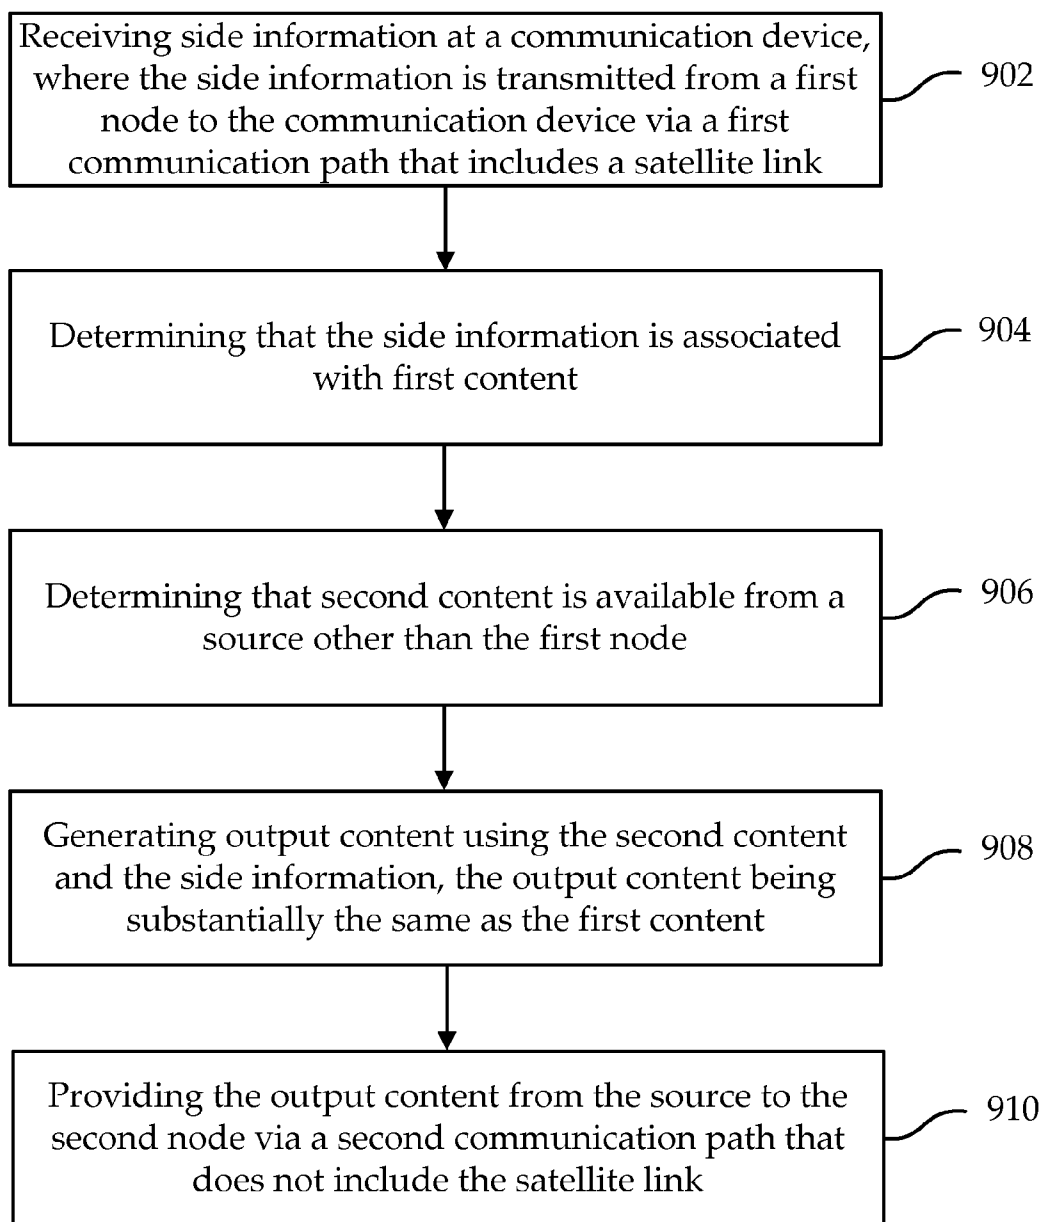 Receiving side information at a communication device,
where the side information is transmitted from a first
node to the communication device via a first
communication path that includes a satellite link
902
Determining that the side information is associated
with first content
904
Determining that second content is available from a
source other than the first node
906
Generating output content using the second content
and the side information, the output content being
substantially the same as the first content
908
Providing the output content from the source to the
second node via a second communication path that
does not include the satellite link
910